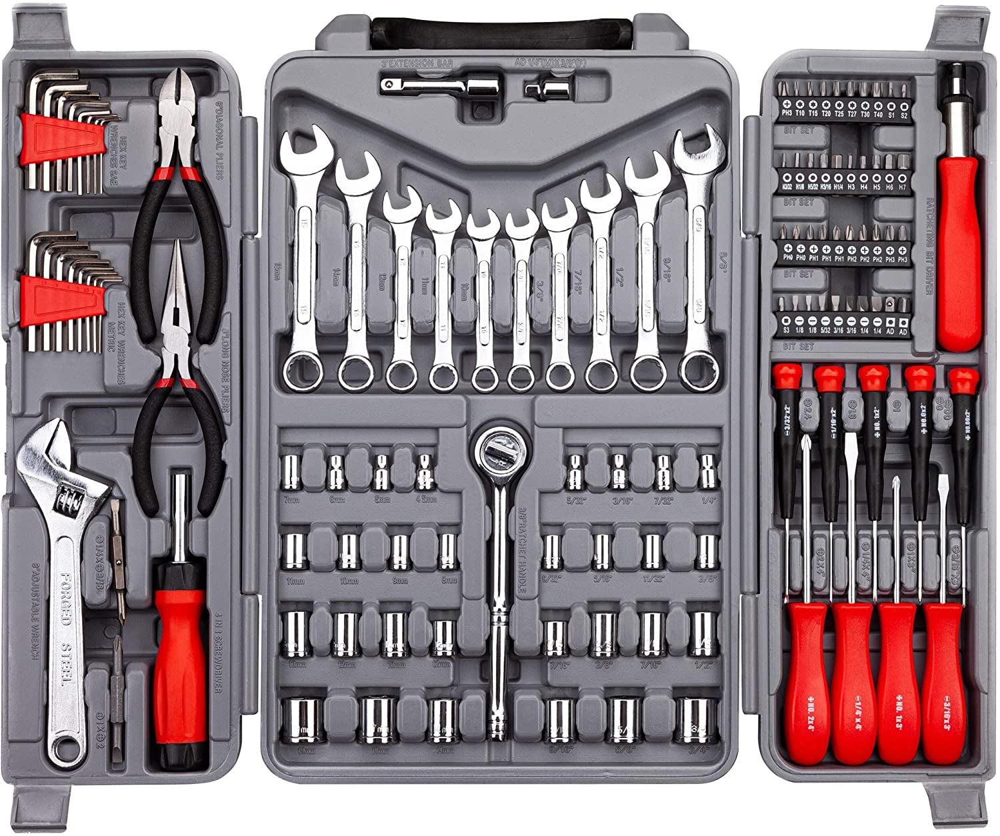 3"EXTENSION BAR
AD 1/4"(M)X3/8"(F)
HEX KEY
WRENCHES SAE
6"DIAGONAL PLIERS
HEX KEY WRENCHES
METRIC
8"ADJUSTABLE WRENCH
FORGED STEEL
4 IN 1 SCREWDRIVER
15mm
14mm
12mm
11mm
10mm
3/8"
7/16"
1/2"
9/16"
5/8"
7mm
6mm
5mm
4.5mm
5/32"
3/16"
7/32"
1/4"
3/8"RATCHET HANDLE
11mm
10mm
9mm
8mm
9/32"
5/16"
11/32"
3/8"
13mm
12mm
10mm
12mm
7/16"
3/8"
7/16"
1/2"
19mm
17mm
14mm
9/16"
5/8"
3/4"
PH3 T10 T15 T20 T25 T27 T30 T40 S1 S2
BIT SET
H3/32 H1/8 H5/32 H3/16 H1/4 H3 H4 H5 H6 H7
BIT SET
PH0 PH0 PH1 PH1 PH1 PH2 PH2 PH2 PH3 PH3
BIT SET
S3 1/8 1/8 5/32 3/16 3/16 1/4 1/4 AD AD
BIT SET
RATCHETING BIT DRIVER
3/32"x2"
1/16"x2"
NO. 1x2"
NO.0x2"
NO.00x2"
NO. 2x4"
1/4"x4"
NO. 1x3"
3/16"x3"